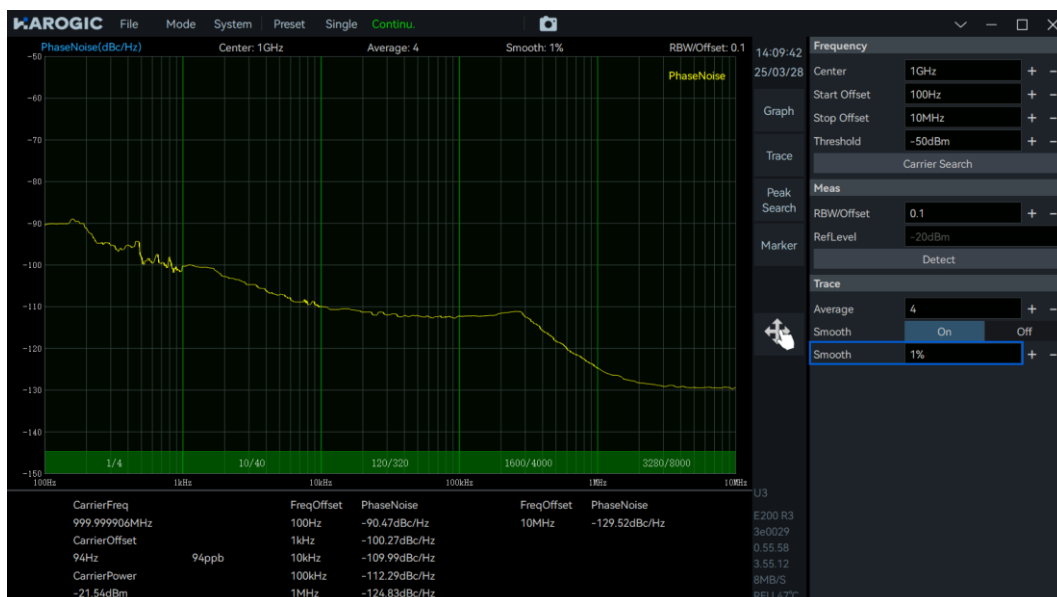 HAROGIC File Mode System Preset Single Continu.
PhaseNoise(dBc/Hz) Center: 1GHz Average: 4 Smooth: 1% RBW/Offset: 0.1
PhaseNoise
-50
-60
-70
-80
-90
-100
-110
-120
-130
-140
-150
1/4 10/40 120/320 1600/4000 3280/8000
100Hz 1kHz 10kHz 100kHz 1MHz 10MHz
CarrierFreq FreqOffset PhaseNoise FreqOffset PhaseNoise
999.999906MHz 100Hz -90.47dBc/Hz 10MHz -129.52dBc/Hz
CarrierOffset 1kHz -100.27dBc/Hz
94Hz 94ppb 10kHz -109.99dBc/Hz
CarrierPower 100kHz -112.29dBc/Hz
-21.54dBm 1MHz -124.83dBc/Hz
14:09:42
25/03/28
Graph
Trace
Peak
Search
Marker
U3
E200 R3
3e0029
0.55.58
3.55.12
8MB/S
Frequency
Center 1GHz + -
Start Offset 100Hz + -
Stop Offset 10MHz + -
Threshold -50dBm + -
Carrier Search
Meas
RBW/Offset 0.1 + -
RefLevel -20dBm
Detect
Trace
Average 4 + -
Smooth On Off
Smooth 1% + -